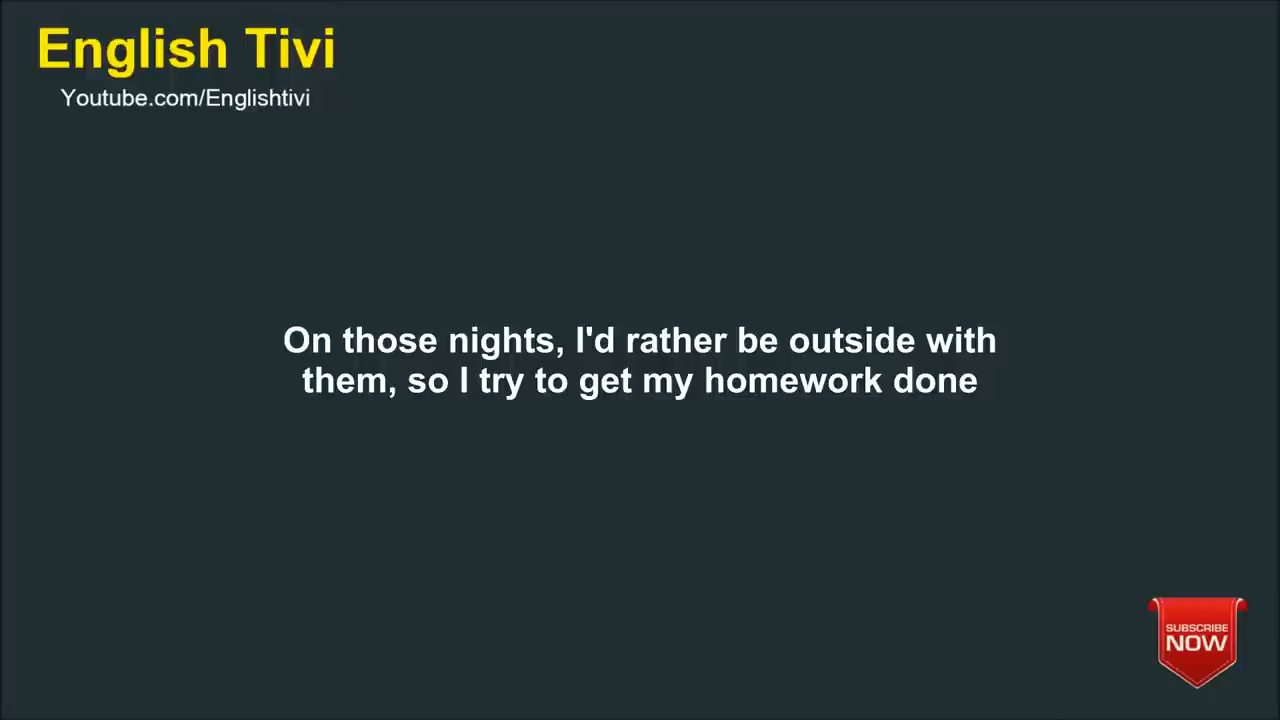 English Tivi
Youtube.com/Englishtivi
On those nights, I'd rather be outside with
them, so I try to get my homework done
SUBSCRIBE
NOW